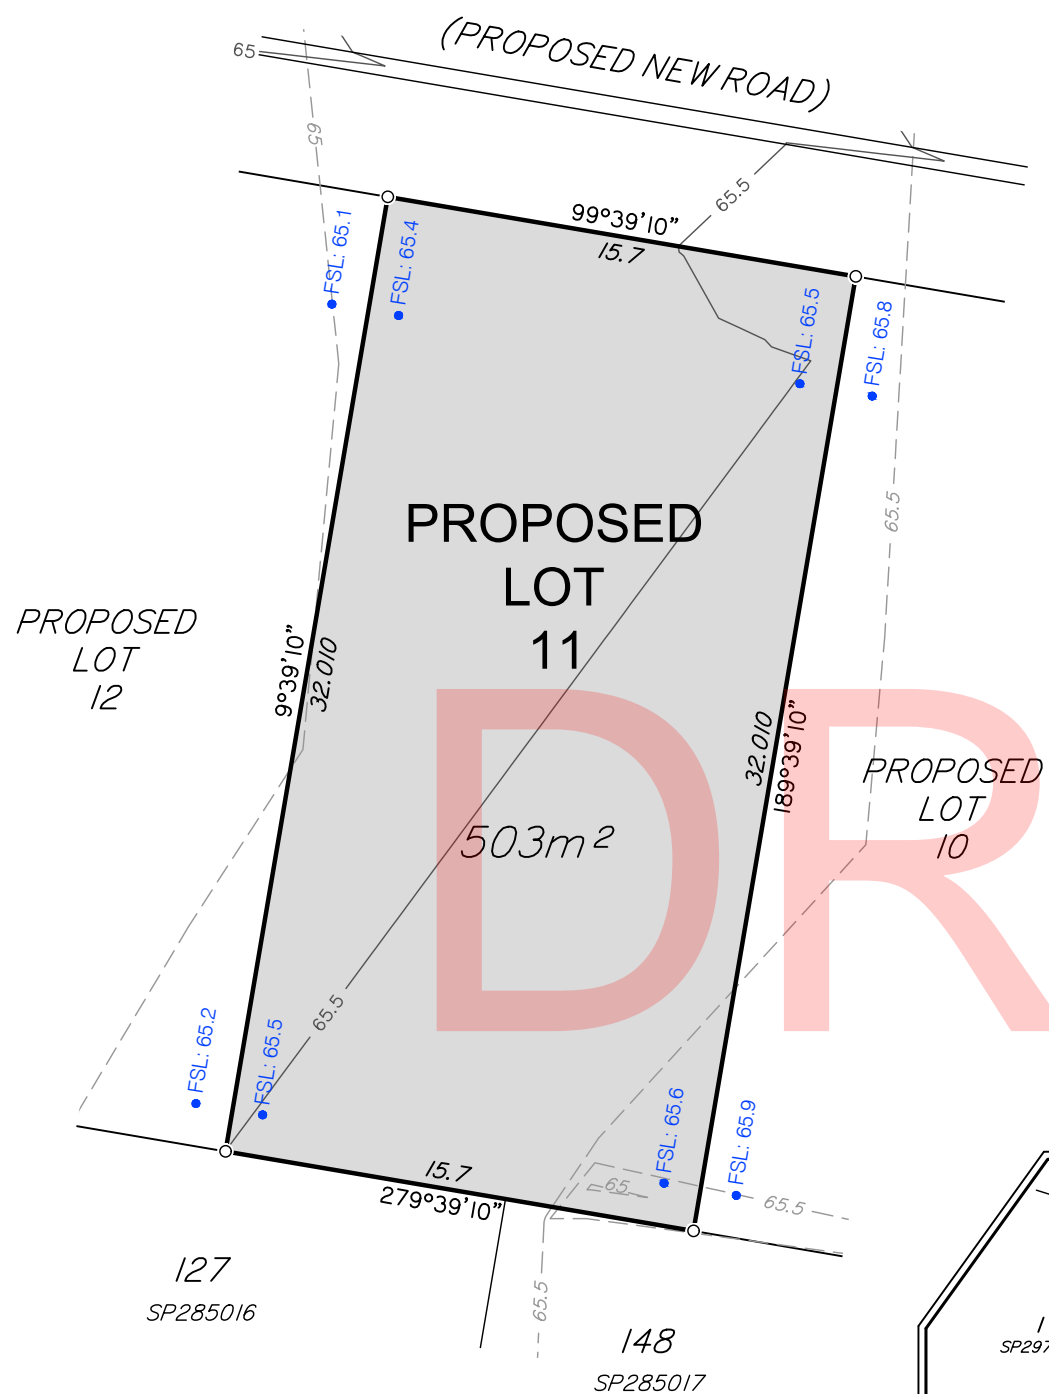 (PROPOSED NEW ROAD)
65
65
65.5
99°39'10"
15.7
FSL: 65.1
FSL: 65.4
FSL: 65.5
FSL: 65.8
65.5
PROPOSED
LOT
11
PROPOSED
LOT
12
9°39'10"
32.010
32.010
189°39'10"
PROPOSED
LOT
10
503m²
DR
65.5
FSL: 65.2
FSL: 65.5
FSL: 65.6
FSL: 65.9
65
65.5
15.7
279°39'10"
65.5
127
SP285016
148
SP285017
1
SP297